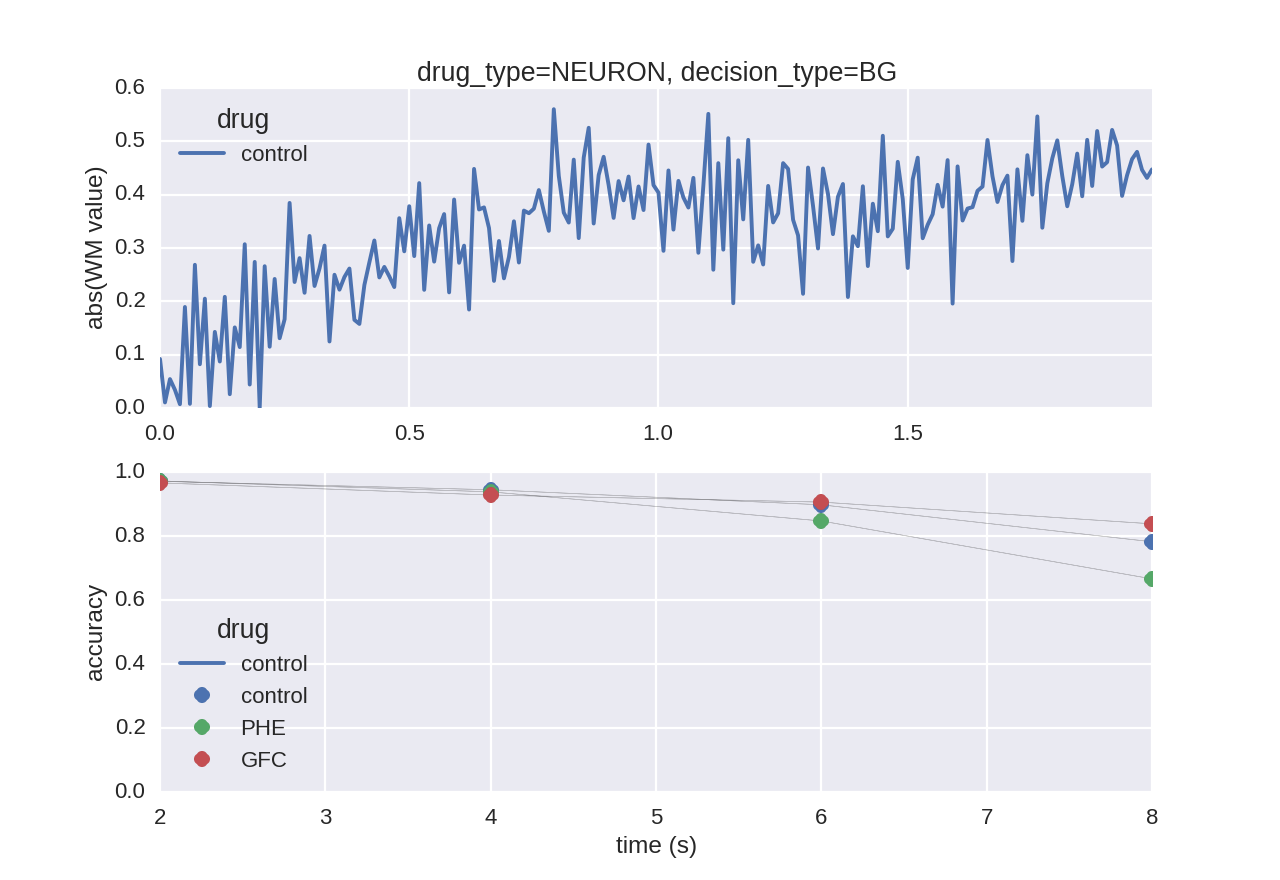 drug_type=NEURON, decision_type=BG
0.6
0.5
0.4
0.3
0.2
0.1
0.0
abs(WM value)
drug
control
0.0 0.5 1.0 1.5
1.0
0.8
0.6
0.4
0.2
0.0
accuracy
drug
control
control
PHE
GFC
2 3 4 5 6 7 8
time (s)